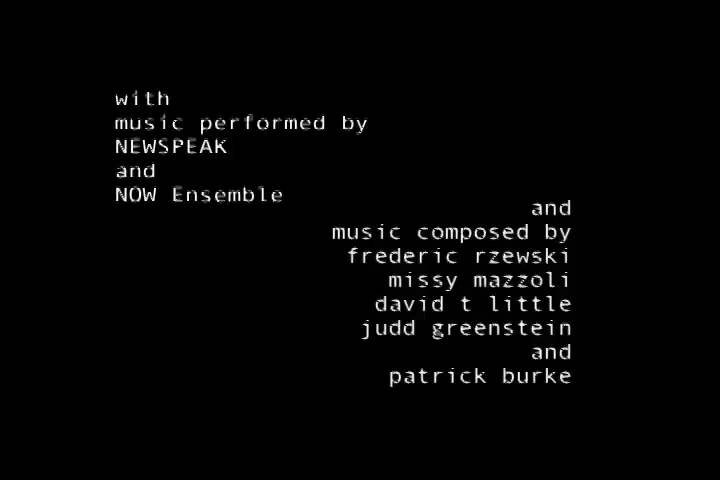 with
music performed by
NEWSPEAK
and
NOW Ensemble
and
music composed by
frederic rzewski
missy mazzoli
david t little
judd greenstein
and
patrick burke